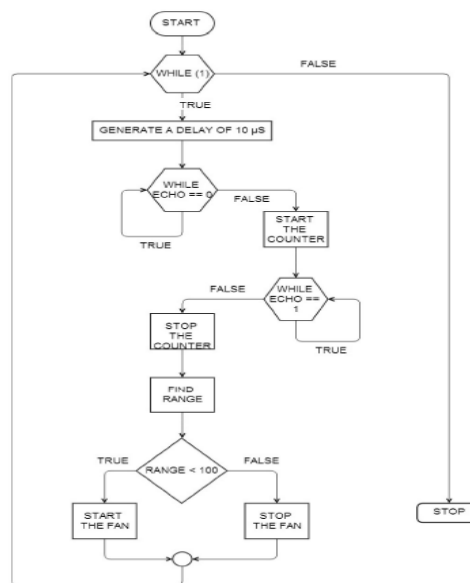 START
WHILE (1)
FALSE
TRUE
GENERATE A DELAY OF 10 µS
WHILE
ECHO == 0
FALSE
TRUE
START
THE
COUNTER
WHILE
ECHO ==
1
FALSE
TRUE
STOP
THE
COUNTER
FIND
RANGE
RANGE < 100
TRUE
FALSE
START
THE FAN
STOP
THE FAN
STOP